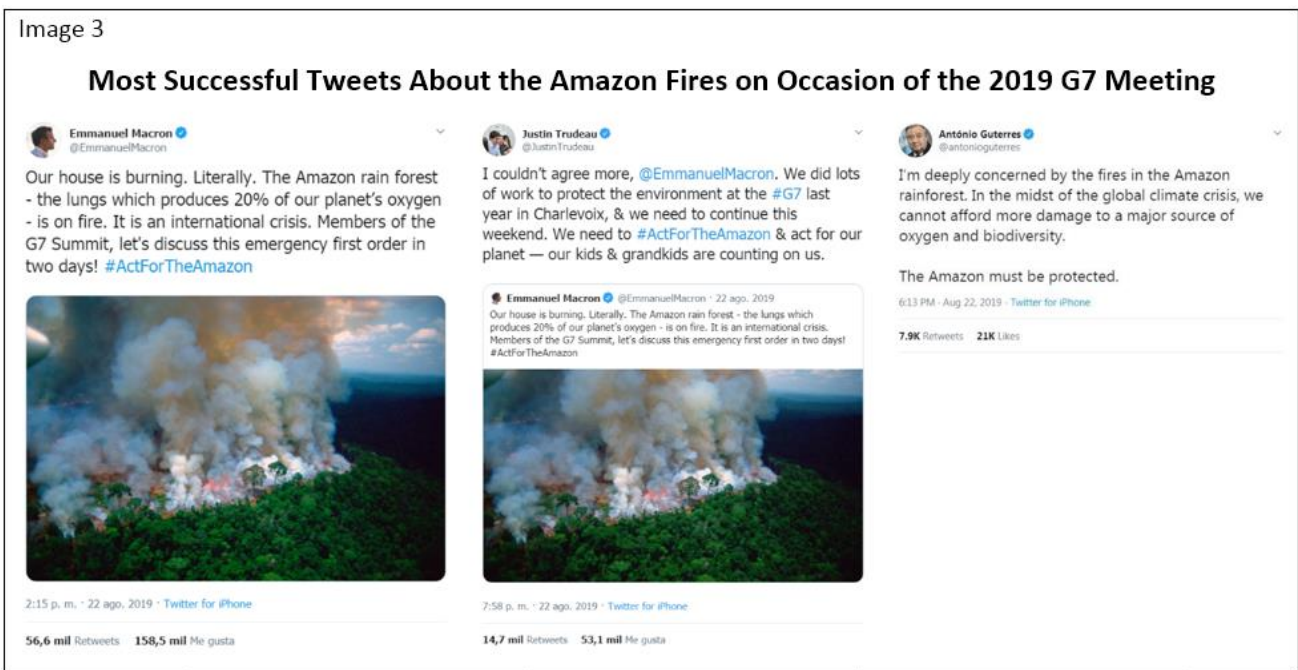 Image 3
Most Successful Tweets About the Amazon Fires on Occasion of the 2019 G7 Meeting
Emmanuel Macron
@EmmanuelMacron
Our house is burning. Literally. The Amazon rain forest
- the lungs which produces 20% of our planet's oxygen
- is on fire. It is an international crisis. Members of the
G7 Summit, let's discuss this emergency first order in
two days! #ActForTheAmazon
2:15 p. m. · 22 ago. 2019 · Twitter for iPhone
56,6 mil Retweets 158,5 mil Me gusta
Justin Trudeau
@JustinTrudeau
I couldn't agree more, @EmmanuelMacron. We did lots
of work to protect the environment at the #G7 last
year in Charlevoix, & we need to continue this
weekend. We need to #ActForTheAmazon & act for our
planet — our kids & grandkids are counting on us.
Emmanuel Macron @EmmanuelMacron · 22 ago. 2019
Our house is burning. Literally. The Amazon rain forest - the lungs which
produces 20% of our planet's oxygen - is on fire. It is an international crisis.
Members of the G7 Summit, let's discuss this emergency first order in two days!
#ActForTheAmazon
7:58 p. m. · 22 ago. 2019 · Twitter for iPhone
14,7 mil Retweets 53,1 mil Me gusta
António Guterres
@antonioguterres
I'm deeply concerned by the fires in the Amazon
rainforest. In the midst of the global climate crisis, we
cannot afford more damage to a major source of
oxygen and biodiversity.
The Amazon must be protected.
6:13 PM · Aug 22, 2019 · Twitter for iPhone
7.9K Retweets 21K Likes